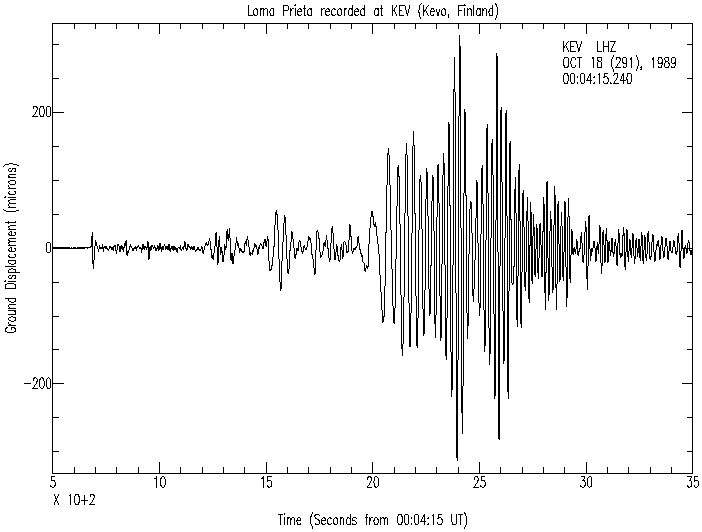 Loma Prieta recorded at KEV (Kevo, Finland)
KEV LHZ
OCT 18 (291), 1989
00:04:15.240
Ground Displacement (microns)
200
0
-200
5 10 15 20 25 30 35
X 10+2
Time (Seconds from 00:04:15 UT)